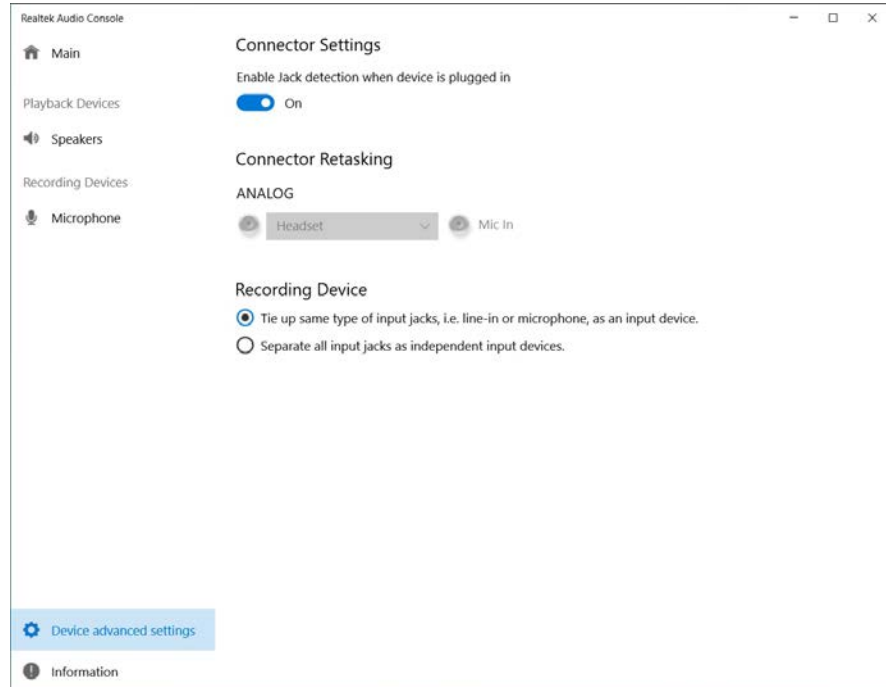 Realtek Audio Console
Main
Playback Devices
Speakers
Recording Devices
Microphone
Device advanced settings
Information
Connector Settings
Enable Jack detection when device is plugged in
On
Connector Retasking
ANALOG
Headset
Mic In
Recording Device
Tie up same type of input jacks, i.e. line-in or microphone, as an input device.
Separate all input jacks as independent input devices.